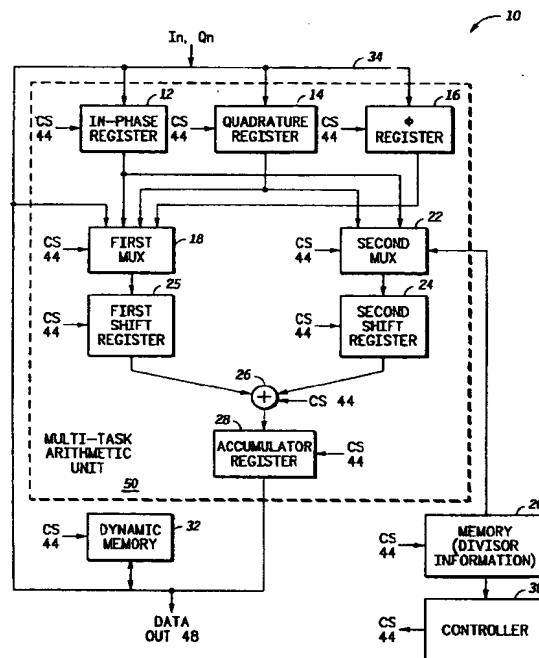 10
In, Qn
34
12
14
16
CS
44
IN-PHASE
REGISTER
CS
44
QUADRATURE
REGISTER
CS
44
Φ
REGISTER
18
22
CS
44
FIRST
MUX
CS
44
SECOND
MUX
25
24
CS
44
FIRST
SHIFT
REGISTER
CS
44
SECOND
SHIFT
REGISTER
26
+
CS 44
28
MULTI-TASK
ARITHMETIC
UNIT
50
ACCUMULATOR
REGISTER
CS
44
32
CS
44
DYNAMIC
MEMORY
CS
44
MEMORY
(DIVISOR
INFORMATION)
DATA
OUT 48
CS
44
CONTROLLER